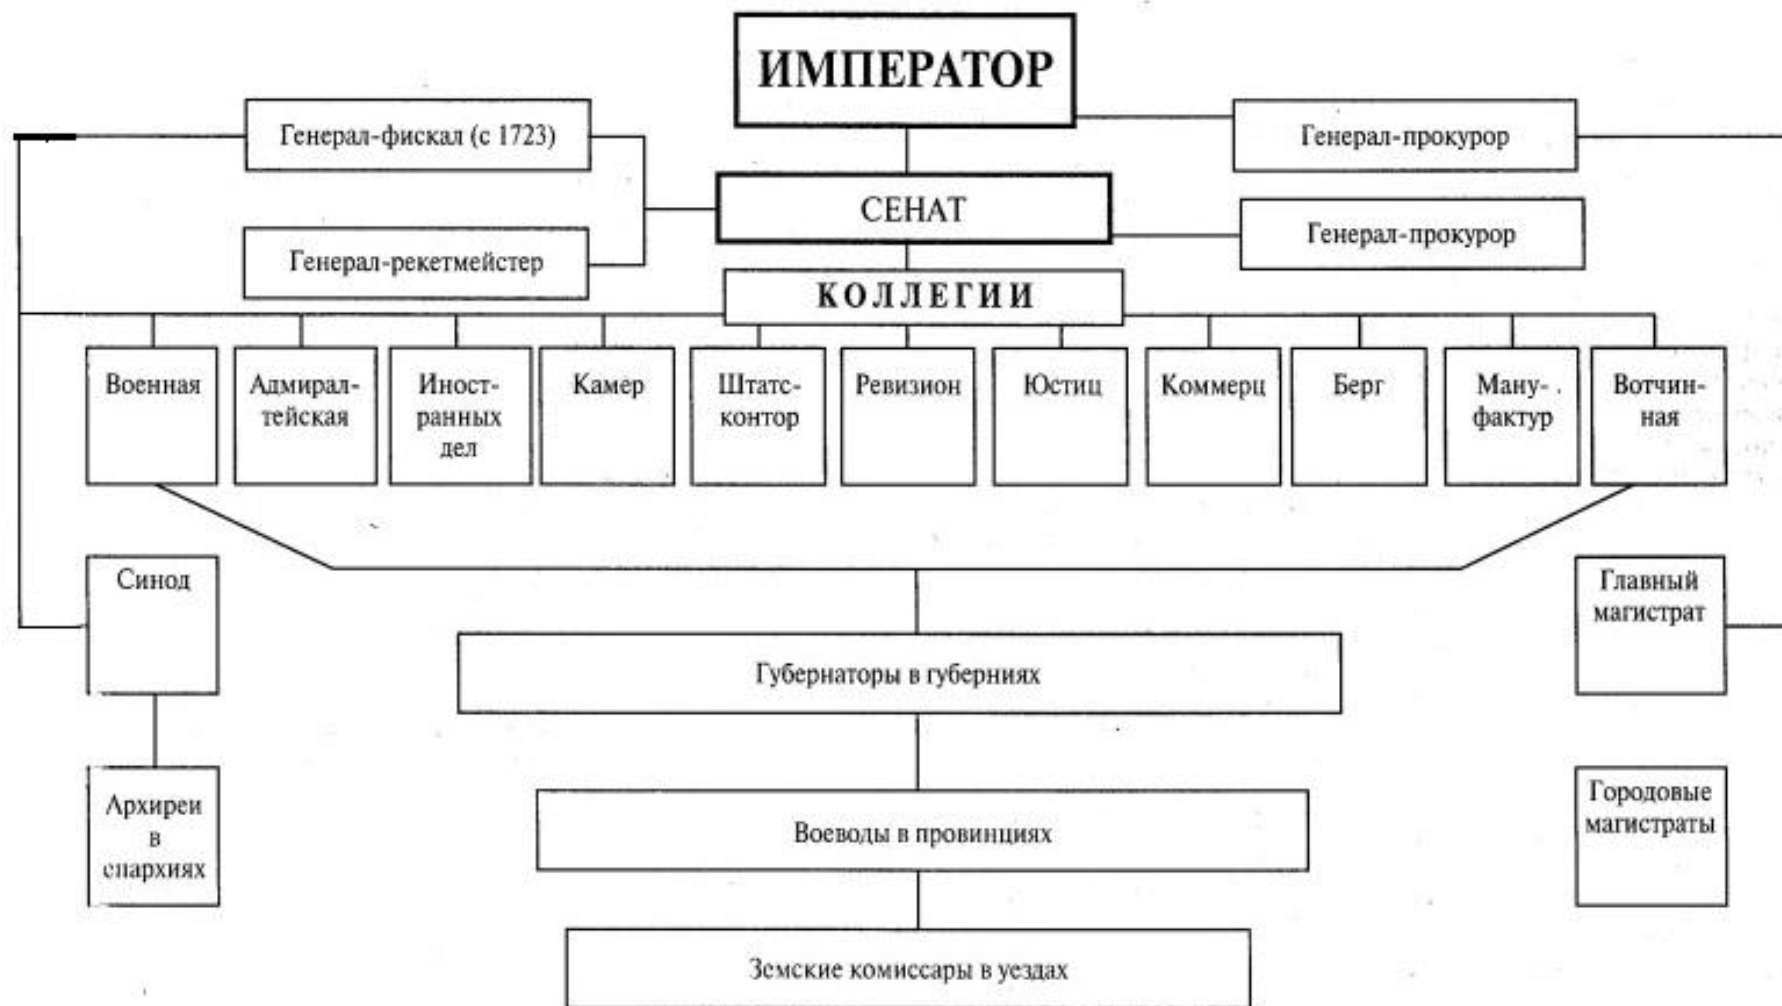 ИМПЕРАТОР
Генерал-фискал (с 1723)
Генерал-прокурор
СЕНАТ
Генерал-рекетмейстер
Генерал-прокурор
КОЛЛЕГИИ
Военная
Адмирал-
тейская
Иност-
ранных
дел
Камер
Штатс-
контор
Ревизион
Юстиц
Коммерц
Берг
Ману-
фактур
Вотчин-
ная
Синод
Главный
магистрат
Губернаторы в губерниях
Архиреи
в
епархиях
Воеводы в провинциях
Городовые
магистраты
Земские комиссары в уездах